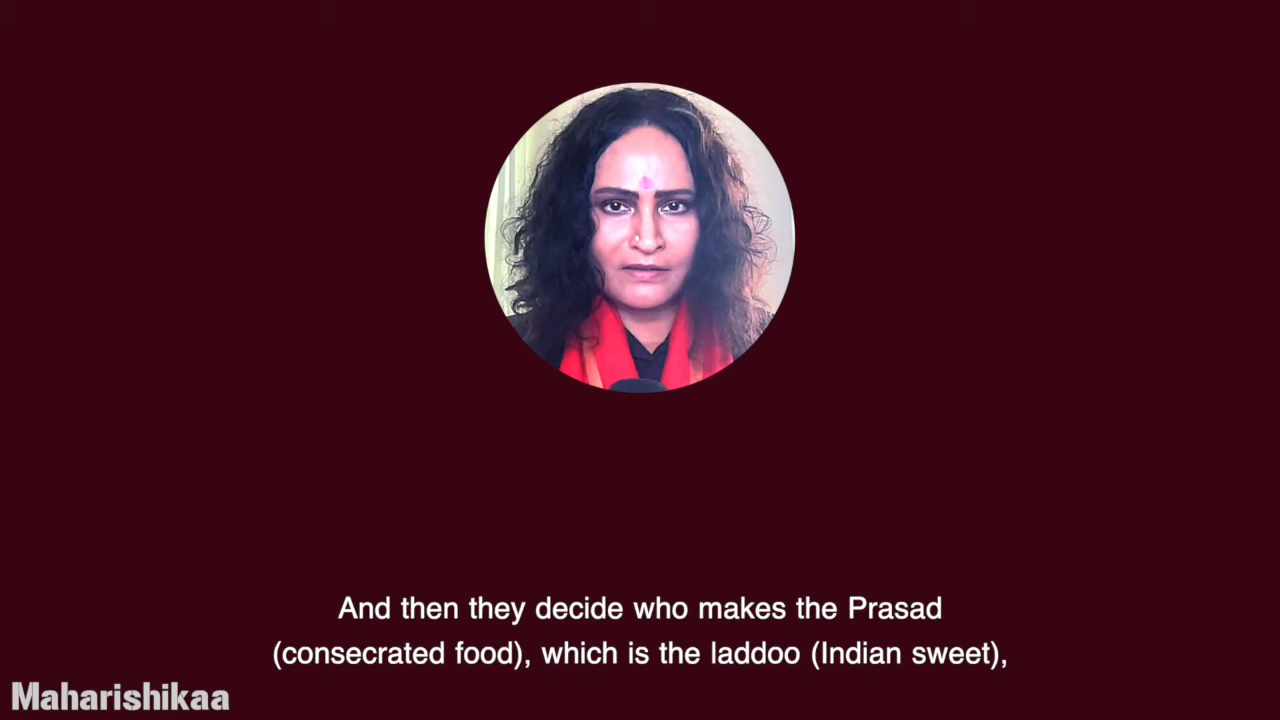 And then they decide who makes the Prasad
(consecrated food), which is the laddoo (Indian sweet),
Maharishikaa